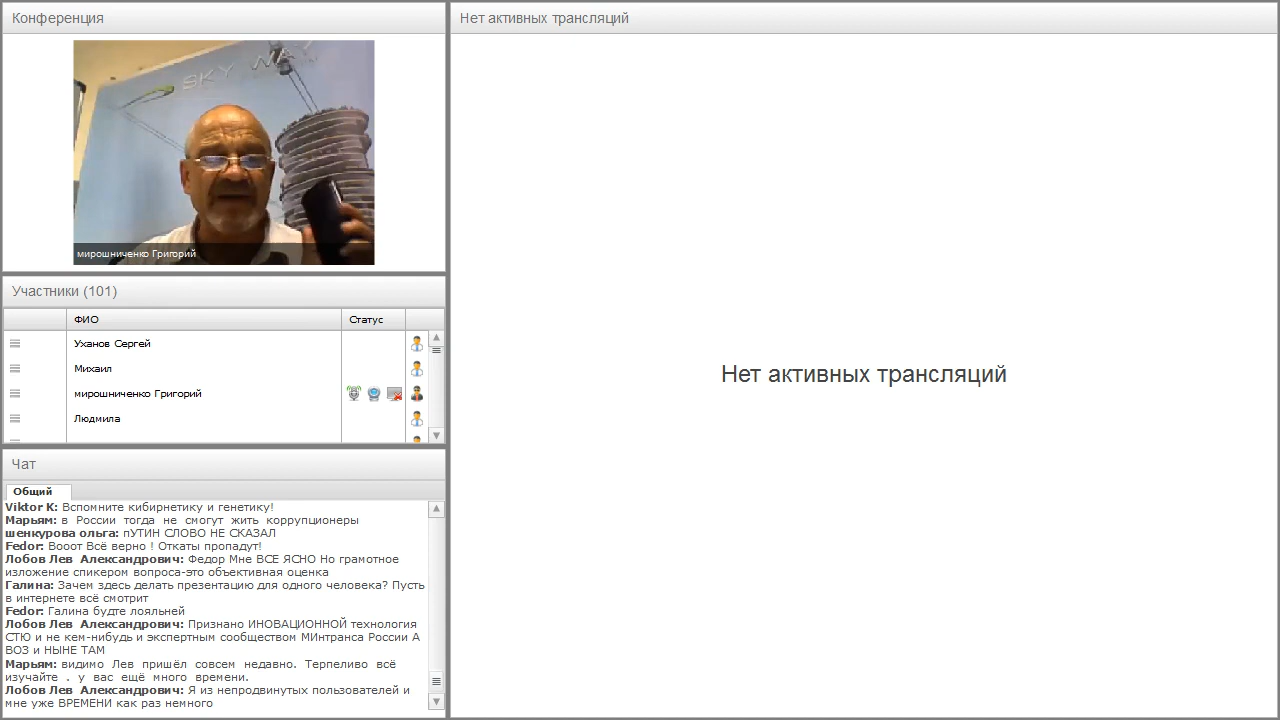 Конференция
SKY WAY
мирошниченко Григорий
Участники (101)
ФИО
Статус
Уханов Сергей
Михаил
мирошниченко Григорий
Людмила
Чат
Общий
Viktor K: Вспомните кибирнетику и генетику!
Марьям: в России тогда не смогут жить коррупционеры
шенкурова ольга: пУТИН СЛОВО НЕ СКАЗАЛ
Fedor: Вооот Всё верно ! Откаты пропадут!
Лобов Лев Александрович: Федор Мне ВСЕ ЯСНО Но грамотное
изложение спикером вопроса-это объективная оценка
Галина: Зачем здесь делать презентацию для одного человека? Пусть
в интернете всё смотрит
Fedor: Галина будте лояльней
Лобов Лев Александрович: Признано ИНОВАЦИОННОЙ технология
СТЮ и не кем-нибудь и экспертным сообществом МИнтранса России А
ВОЗ и НЫНЕ ТАМ
Марьям: видимо Лев пришёл совсем недавно. Терпеливо всё
изучайте . у вас ещё много времени.
Лобов Лев Александрович: Я из непродвинутых пользователей и
мне уже ВРЕМЕНИ как раз немного
Нет активных трансляций
Нет активных трансляций